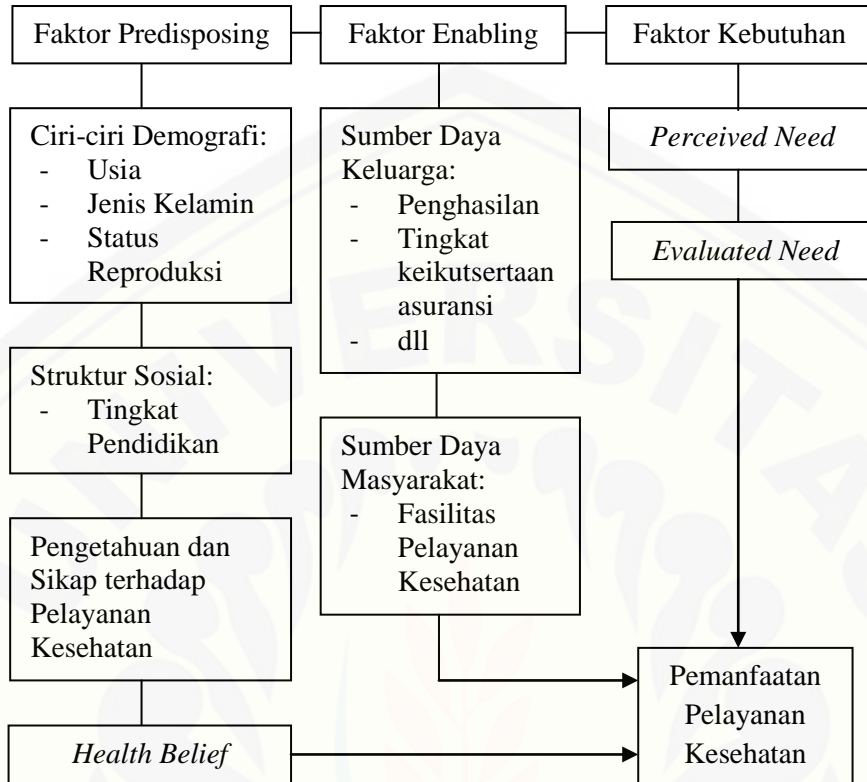 Faktor Predisposing
Faktor Enabling
Faktor Kebutuhan
Ciri-ciri Demografi:
- Usia
- Jenis Kelamin
- Status
Reproduksi
Struktur Sosial:
- Tingkat
Pendidikan
Pengetahuan dan
Sikap terhadap
Pelayanan
Kesehatan
Health Belief
Sumber Daya
Keluarga:
- Penghasilan
- Tingkat
keikutsertaan
asuransi
- dll
Sumber Daya
Masyarakat:
- Fasilitas
Pelayanan
Kesehatan
Perceived Need
Evaluated Need
Pemanfaatan
Pelayanan
Kesehatan
UNIVERSITAS